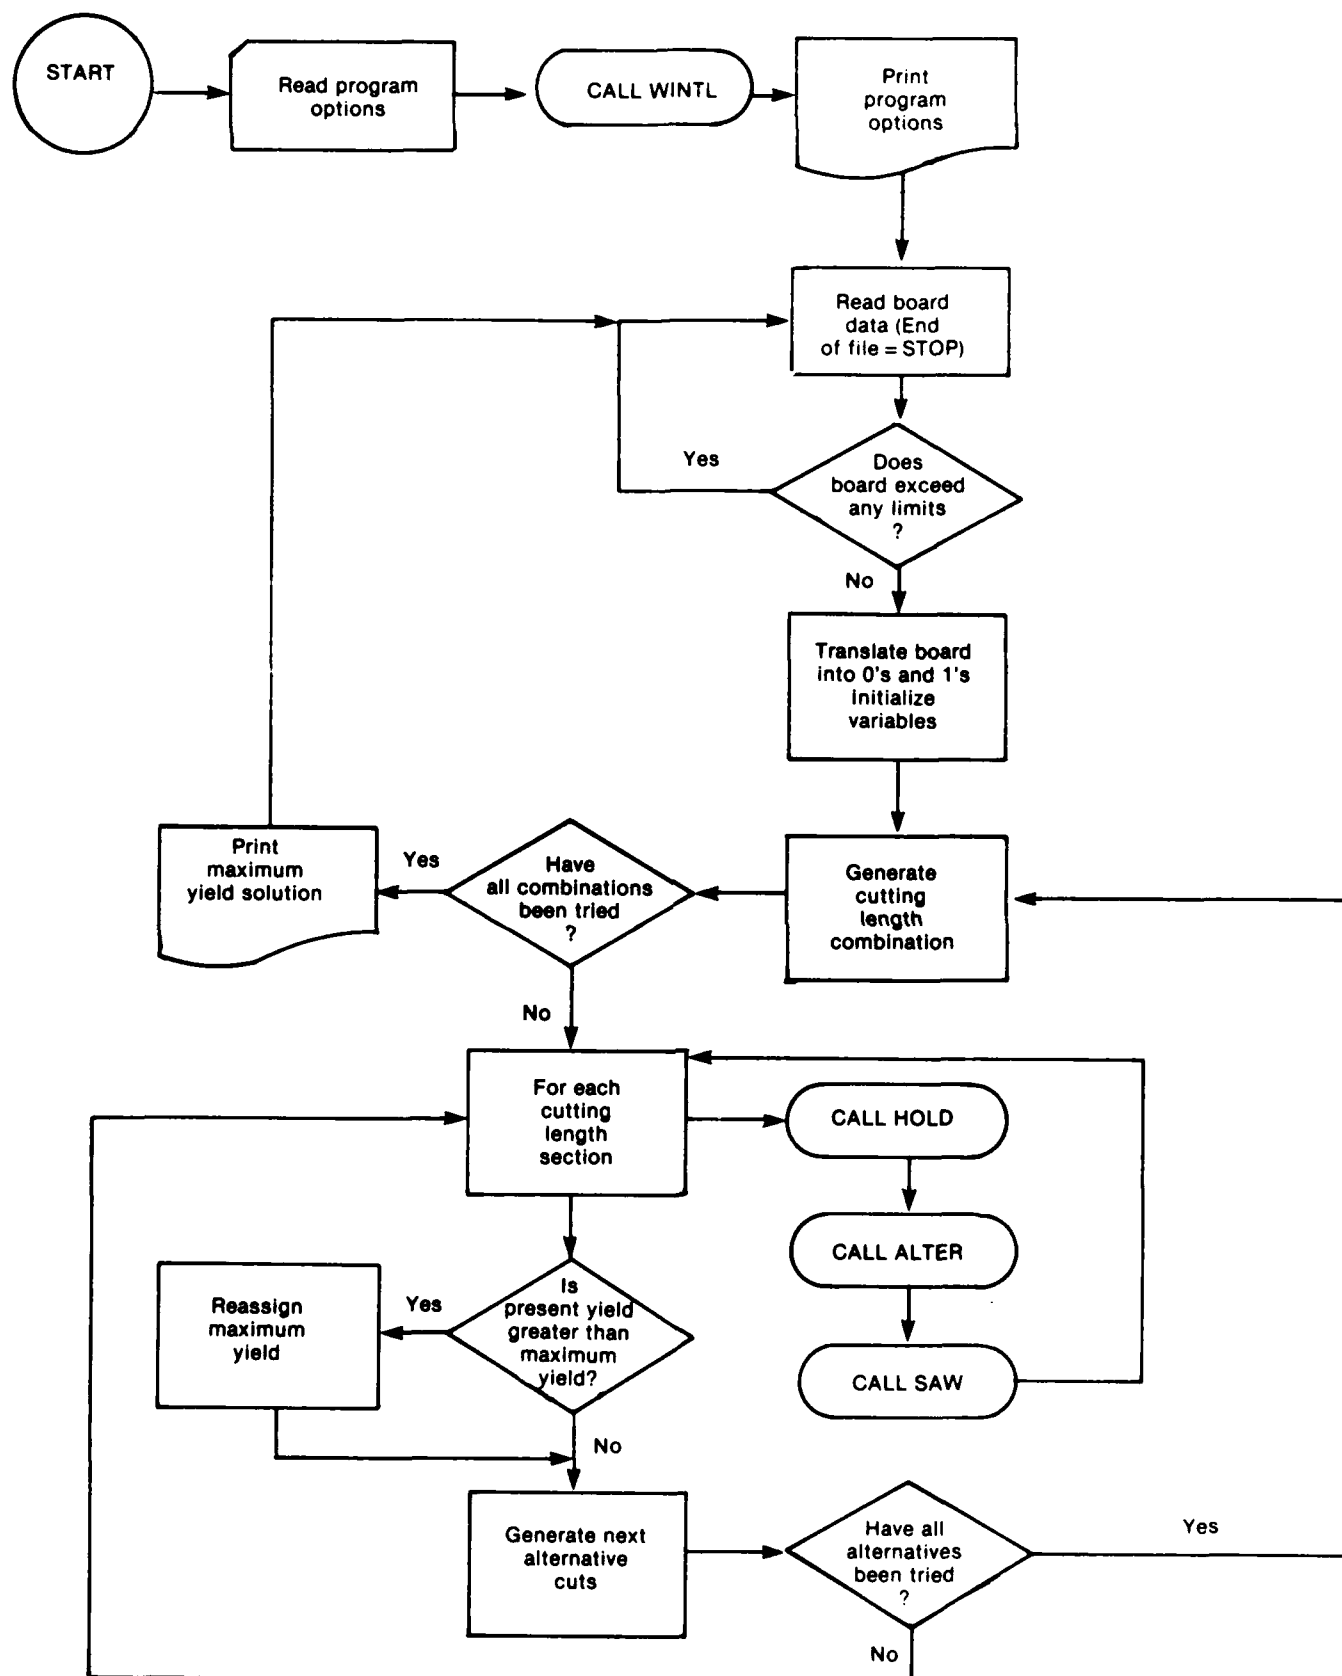 START
Read program
options
CALL WINTL
Print
program
options
Read board
data (End
of file = STOP)
Yes
Does
board exceed
any limits
?
No
Translate board
into 0's and 1's
Initialize
variables
Print
maximum
yield solution
Yes
Have
all combinations
been tried
?
Generate
cutting
length
combination
No
For each
cutting
length
section
CALL HOLD
CALL ALTER
CALL SAW
Reassign
maximum
yield
Yes
Is
present yield
greater than
maximum
yield?
No
Generate next
alternative
cuts
Have all
alternatives
been tried
?
Yes
No